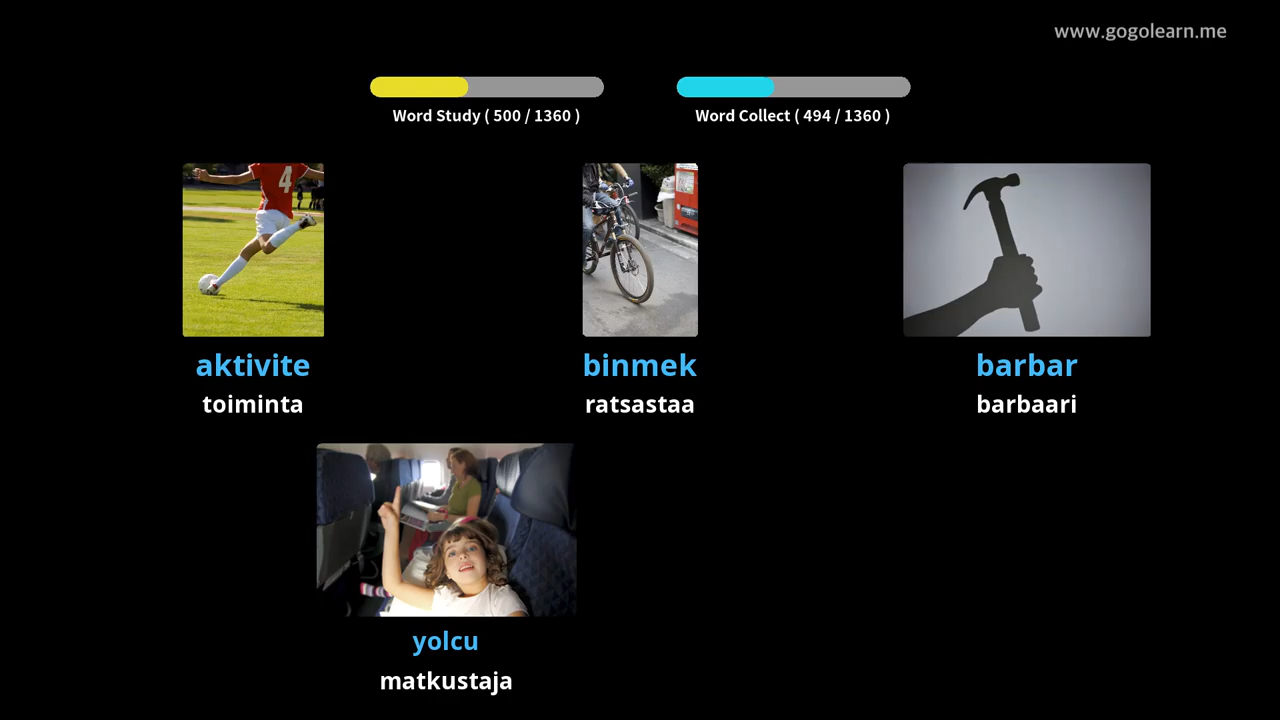 www.gogolearn.me
Word Study ( 500 / 1360 )
Word Collect ( 494 / 1360 )
4
aktivite
binmek
barbar
toiminta
ratsastaa
barbaari
yolcu
matkustaja